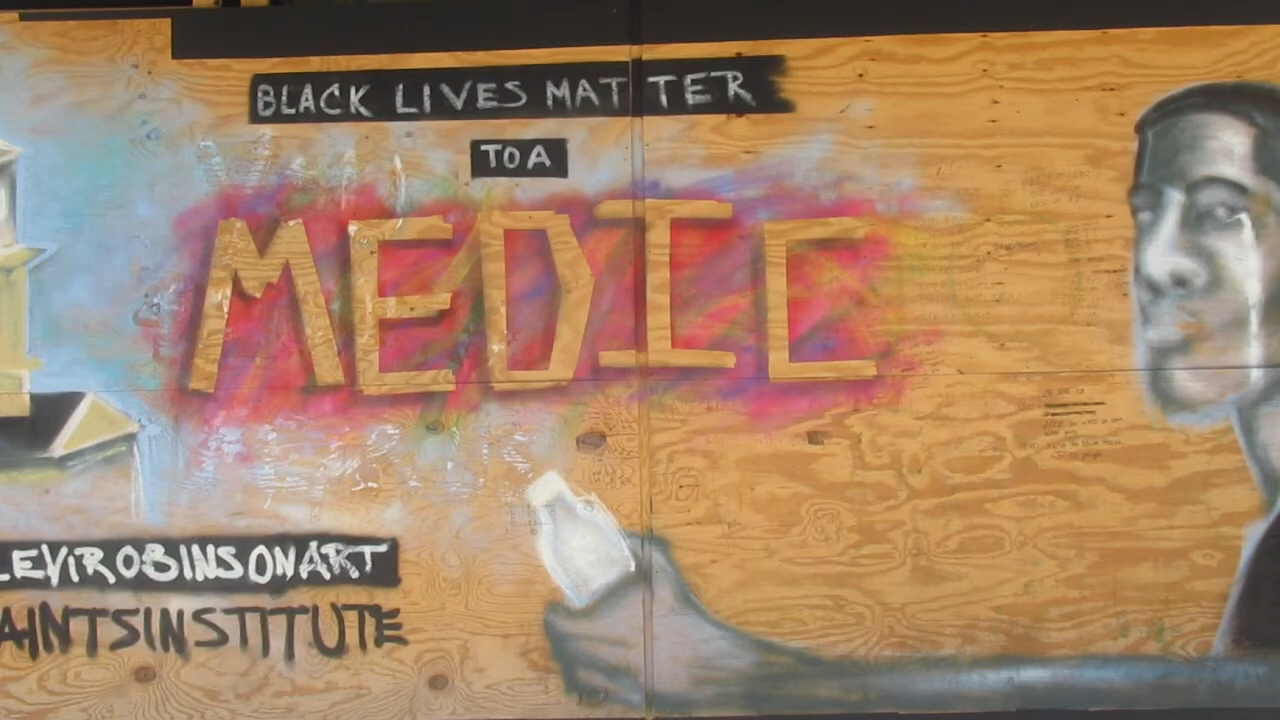 BLACK LIVES MATTER
TO A
MEDIC
LEVIROBINSONART
AINTSINSTITUTE